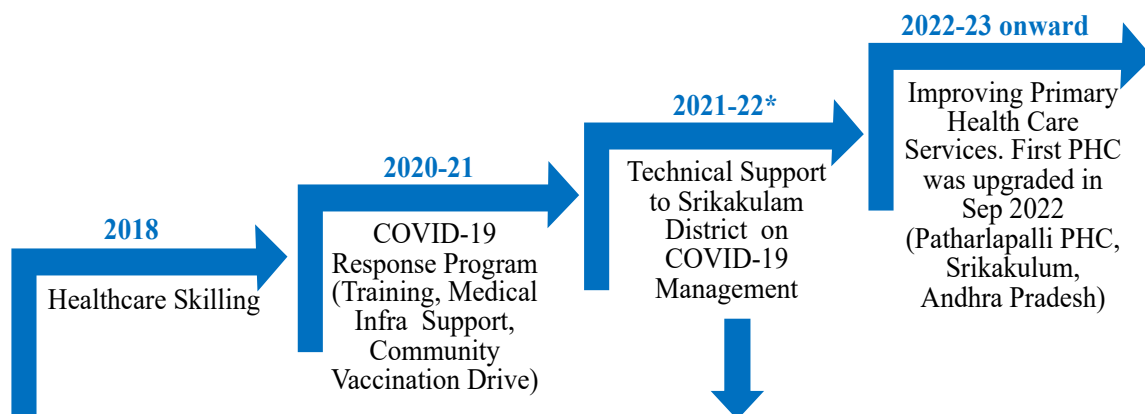 2018
Healthcare Skilling
2020-21
COVID-19
Response Program
(Training, Medical
Infra Support,
Community
Vaccination Drive)
2021-22*
Technical Support
to Srikakulam
District on
COVID-19
Management
2022-23 onward
Improving Primary
Health Care
Services. First PHC
was upgraded in
Sep 2022
(Patharlapalli PHC,
Srikakulum,
Andhra Pradesh)